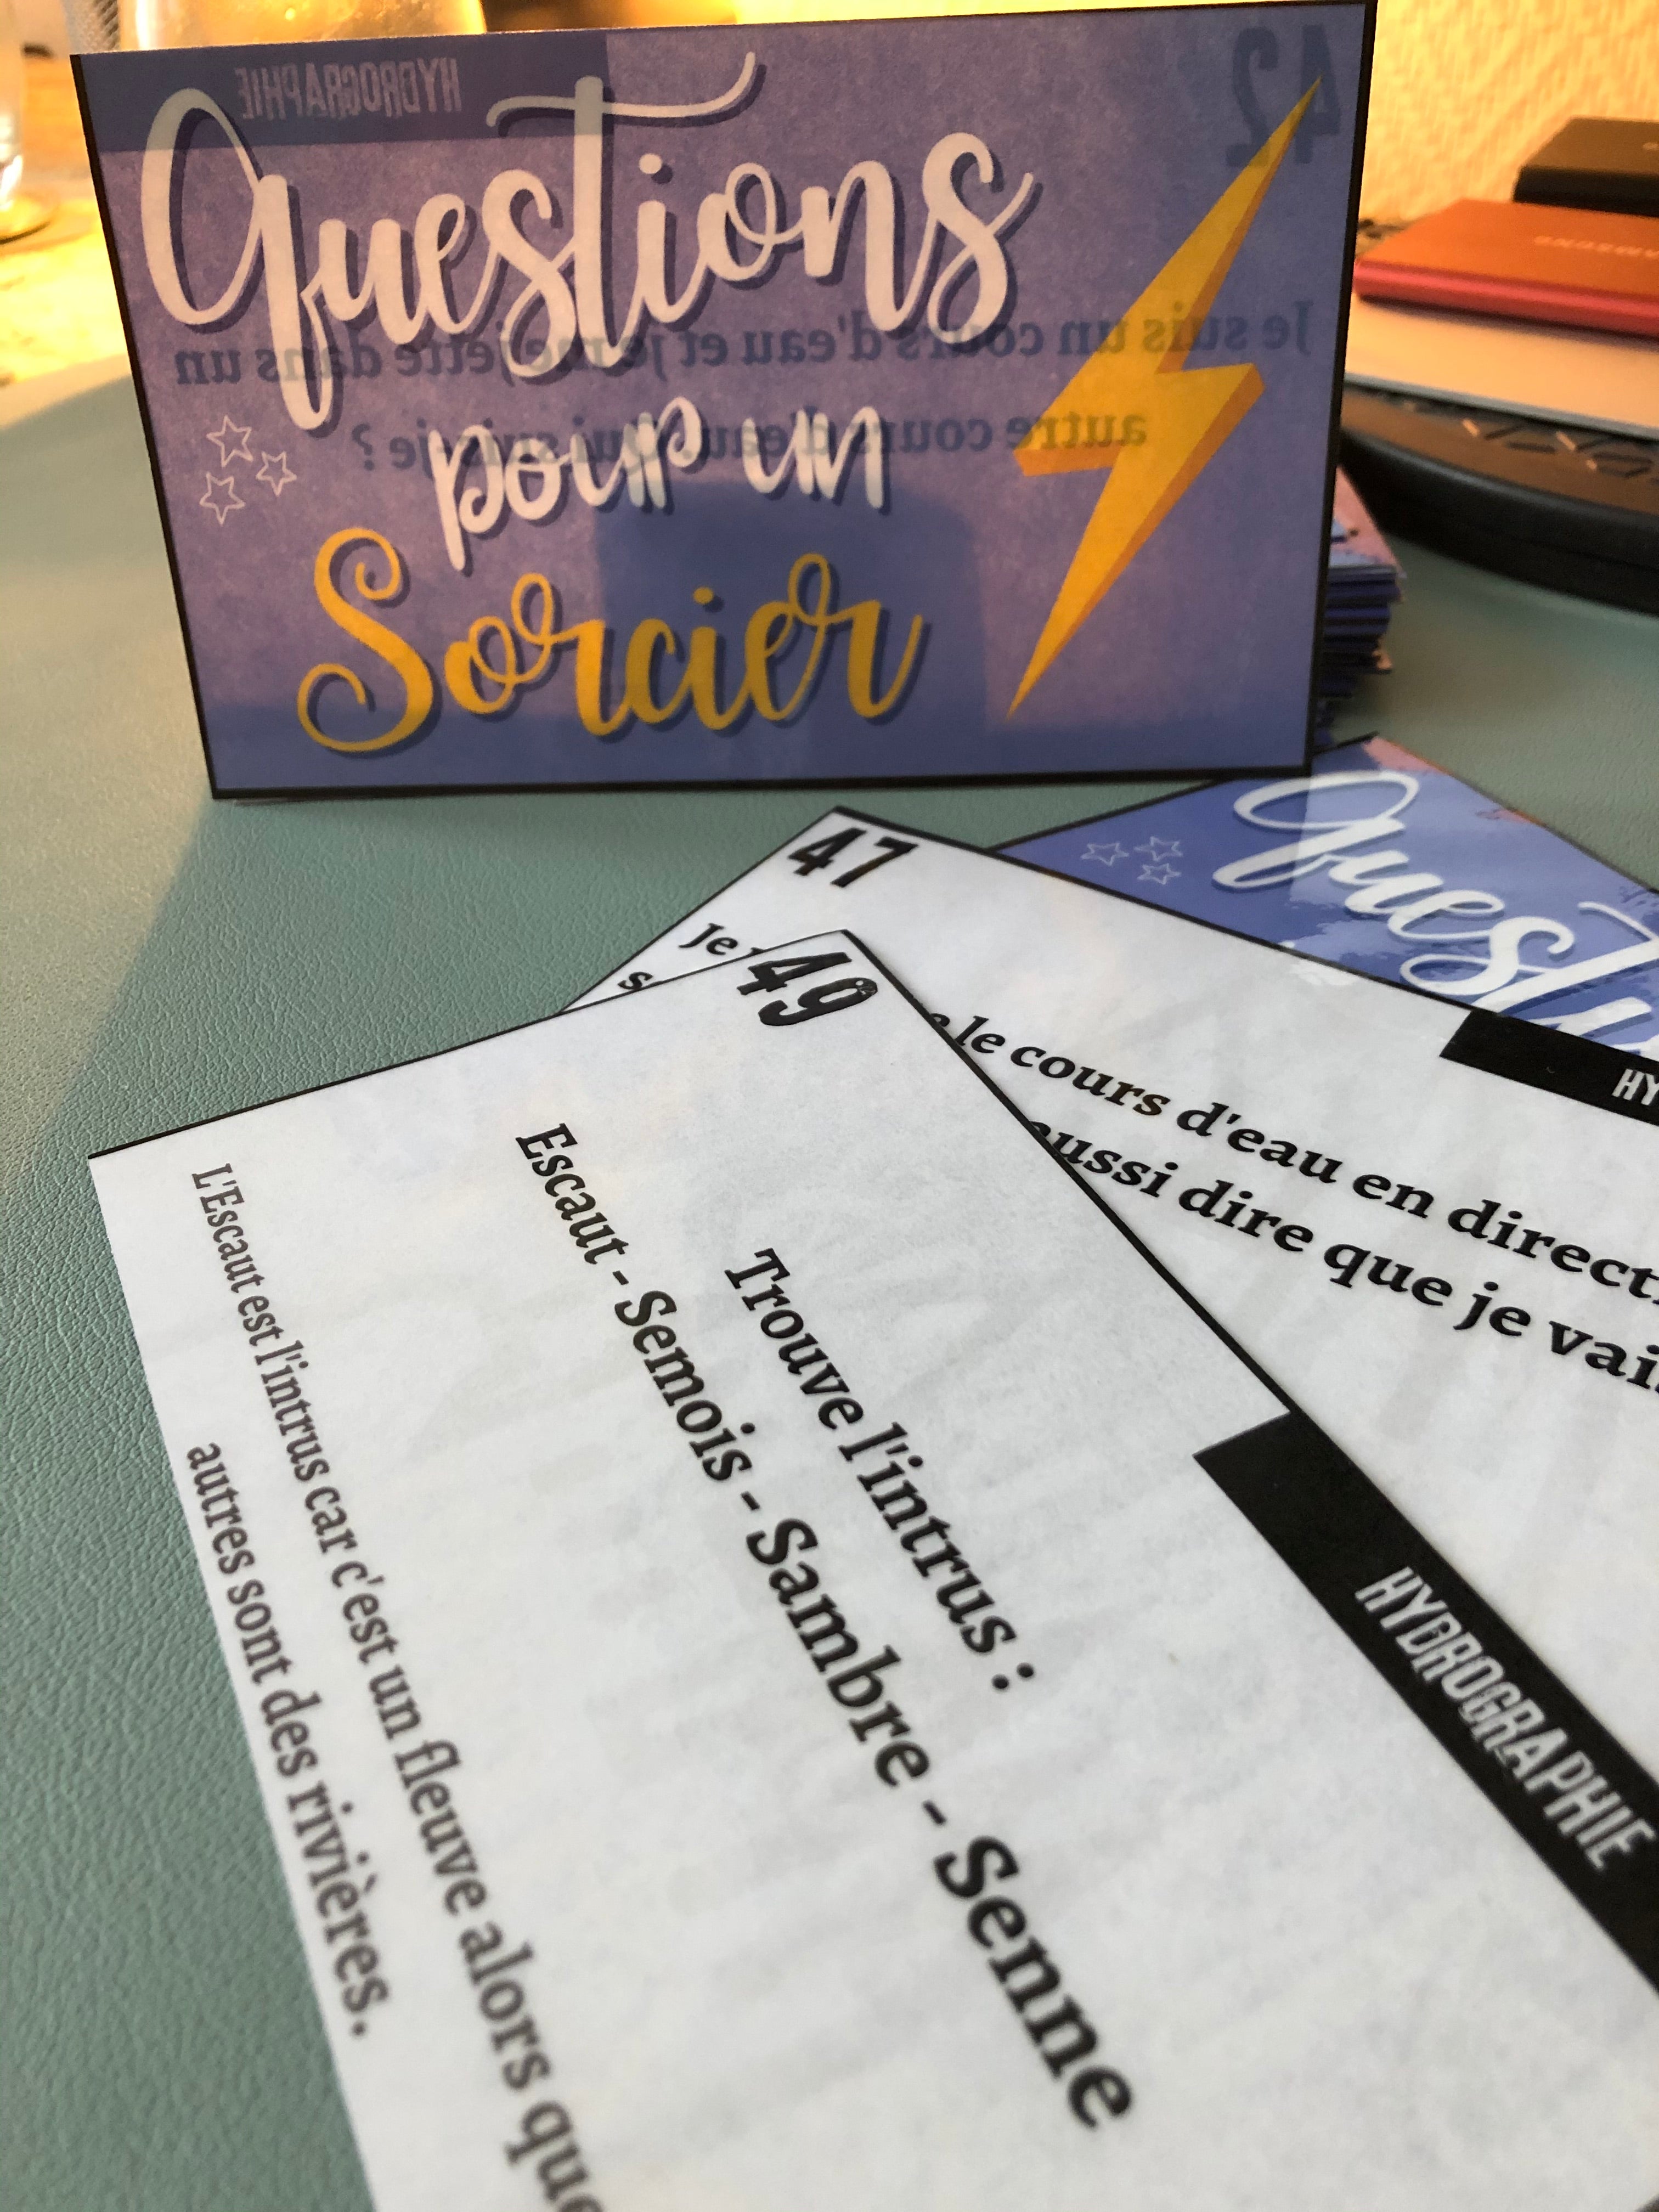 HYDROGRAPHIE
42
Questions
pour un
Sorcier
Je suis un cours d'eau et je me jette dans un
autre cours d'eau. Qui suis-je ?
Questi
47
HY
Je
le cours d'eau en direct
aussi dire que je vais
49
HYDROGRAPHIE
Trouve l'intrus :
Escaut - Semois - Sambre - Senne
L'Escaut est l'intrus car c'est un fleuve alors que
autres sont des rivières.